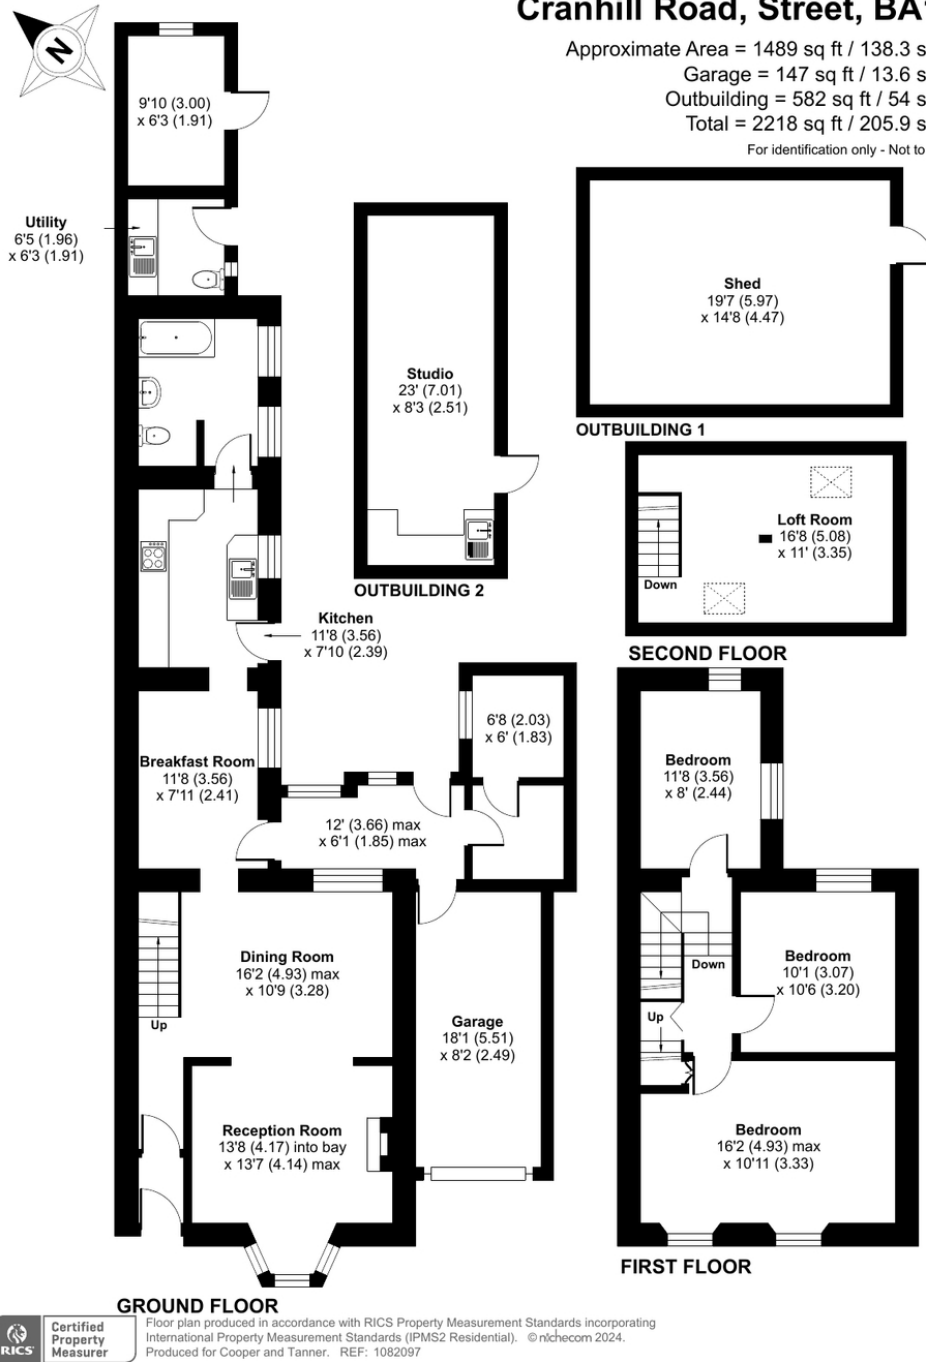 Cranhill Road, Street, BA
Approximate Area = 1489 sq ft / 138.3 s
Garage = 147 sq ft / 13.6 s
Outbuilding = 582 sq ft / 54 s
Total = 2218 sq ft / 205.9 s
For identification only - Not to
N
9'10 (3.00)
x 6'3 (1.91)
Utility
6'5 (1.96)
x 6'3 (1.91)
Studio
23' (7.01)
x 8'3 (2.51)
OUTBUILDING 2
Shed
19'7 (5.97)
x 14'8 (4.47)
OUTBUILDING 1
Loft Room
16'8 (5.08)
x 11' (3.35)
Down
SECOND FLOOR
Kitchen
11'8 (3.56)
x 7'10 (2.39)
Breakfast Room
11'8 (3.56)
x 7'11 (2.41)
6'8 (2.03)
x 6' (1.83)
12' (3.66) max
x 6'1 (1.85) max
Bedroom
11'8 (3.56)
x 8' (2.44)
Dining Room
16'2 (4.93) max
x 10'9 (3.28)
Up
Garage
18'1 (5.51)
x 8'2 (2.49)
Down
Up
Bedroom
10'1 (3.07)
x 10'6 (3.20)
Reception Room
13'8 (4.17) into bay
x 13'7 (4.14) max
Bedroom
16'2 (4.93) max
x 10'11 (3.33)
FIRST FLOOR
GROUND FLOOR
RICS
Certified
Property
Measurer
Floor plan produced in accordance with RICS Property Measurement Standards incorporating
International Property Measurement Standards (IPMS2 Residential). © nichecom 2024.
Produced for Cooper and Tanner. REF: 1082097